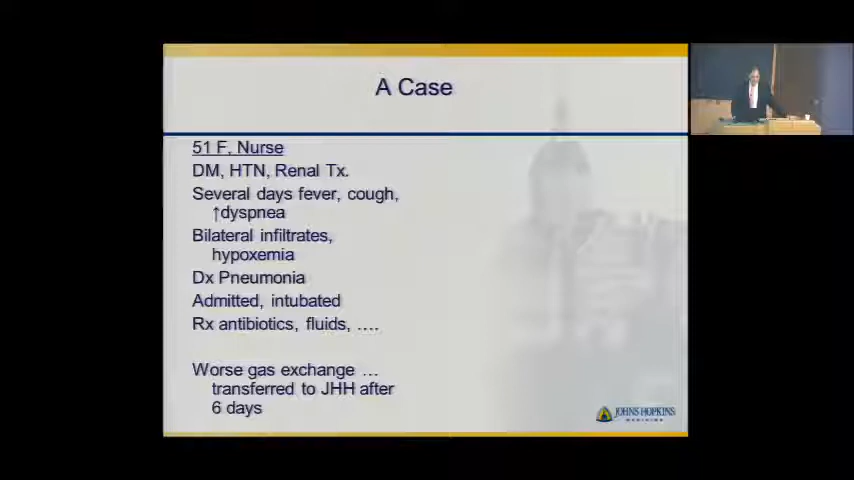 A Case
51 F, Nurse
DM, HTN, Renal Tx.
Several days fever, cough,
↑dyspnea
Bilateral infiltrates,
hypoxemia
Dx Pneumonia
Admitted, intubated
Rx antibiotics, fluids, ....
Worse gas exchange ...
transferred to JHH after
6 days
JOHNS HOPKINS
MEDICINE